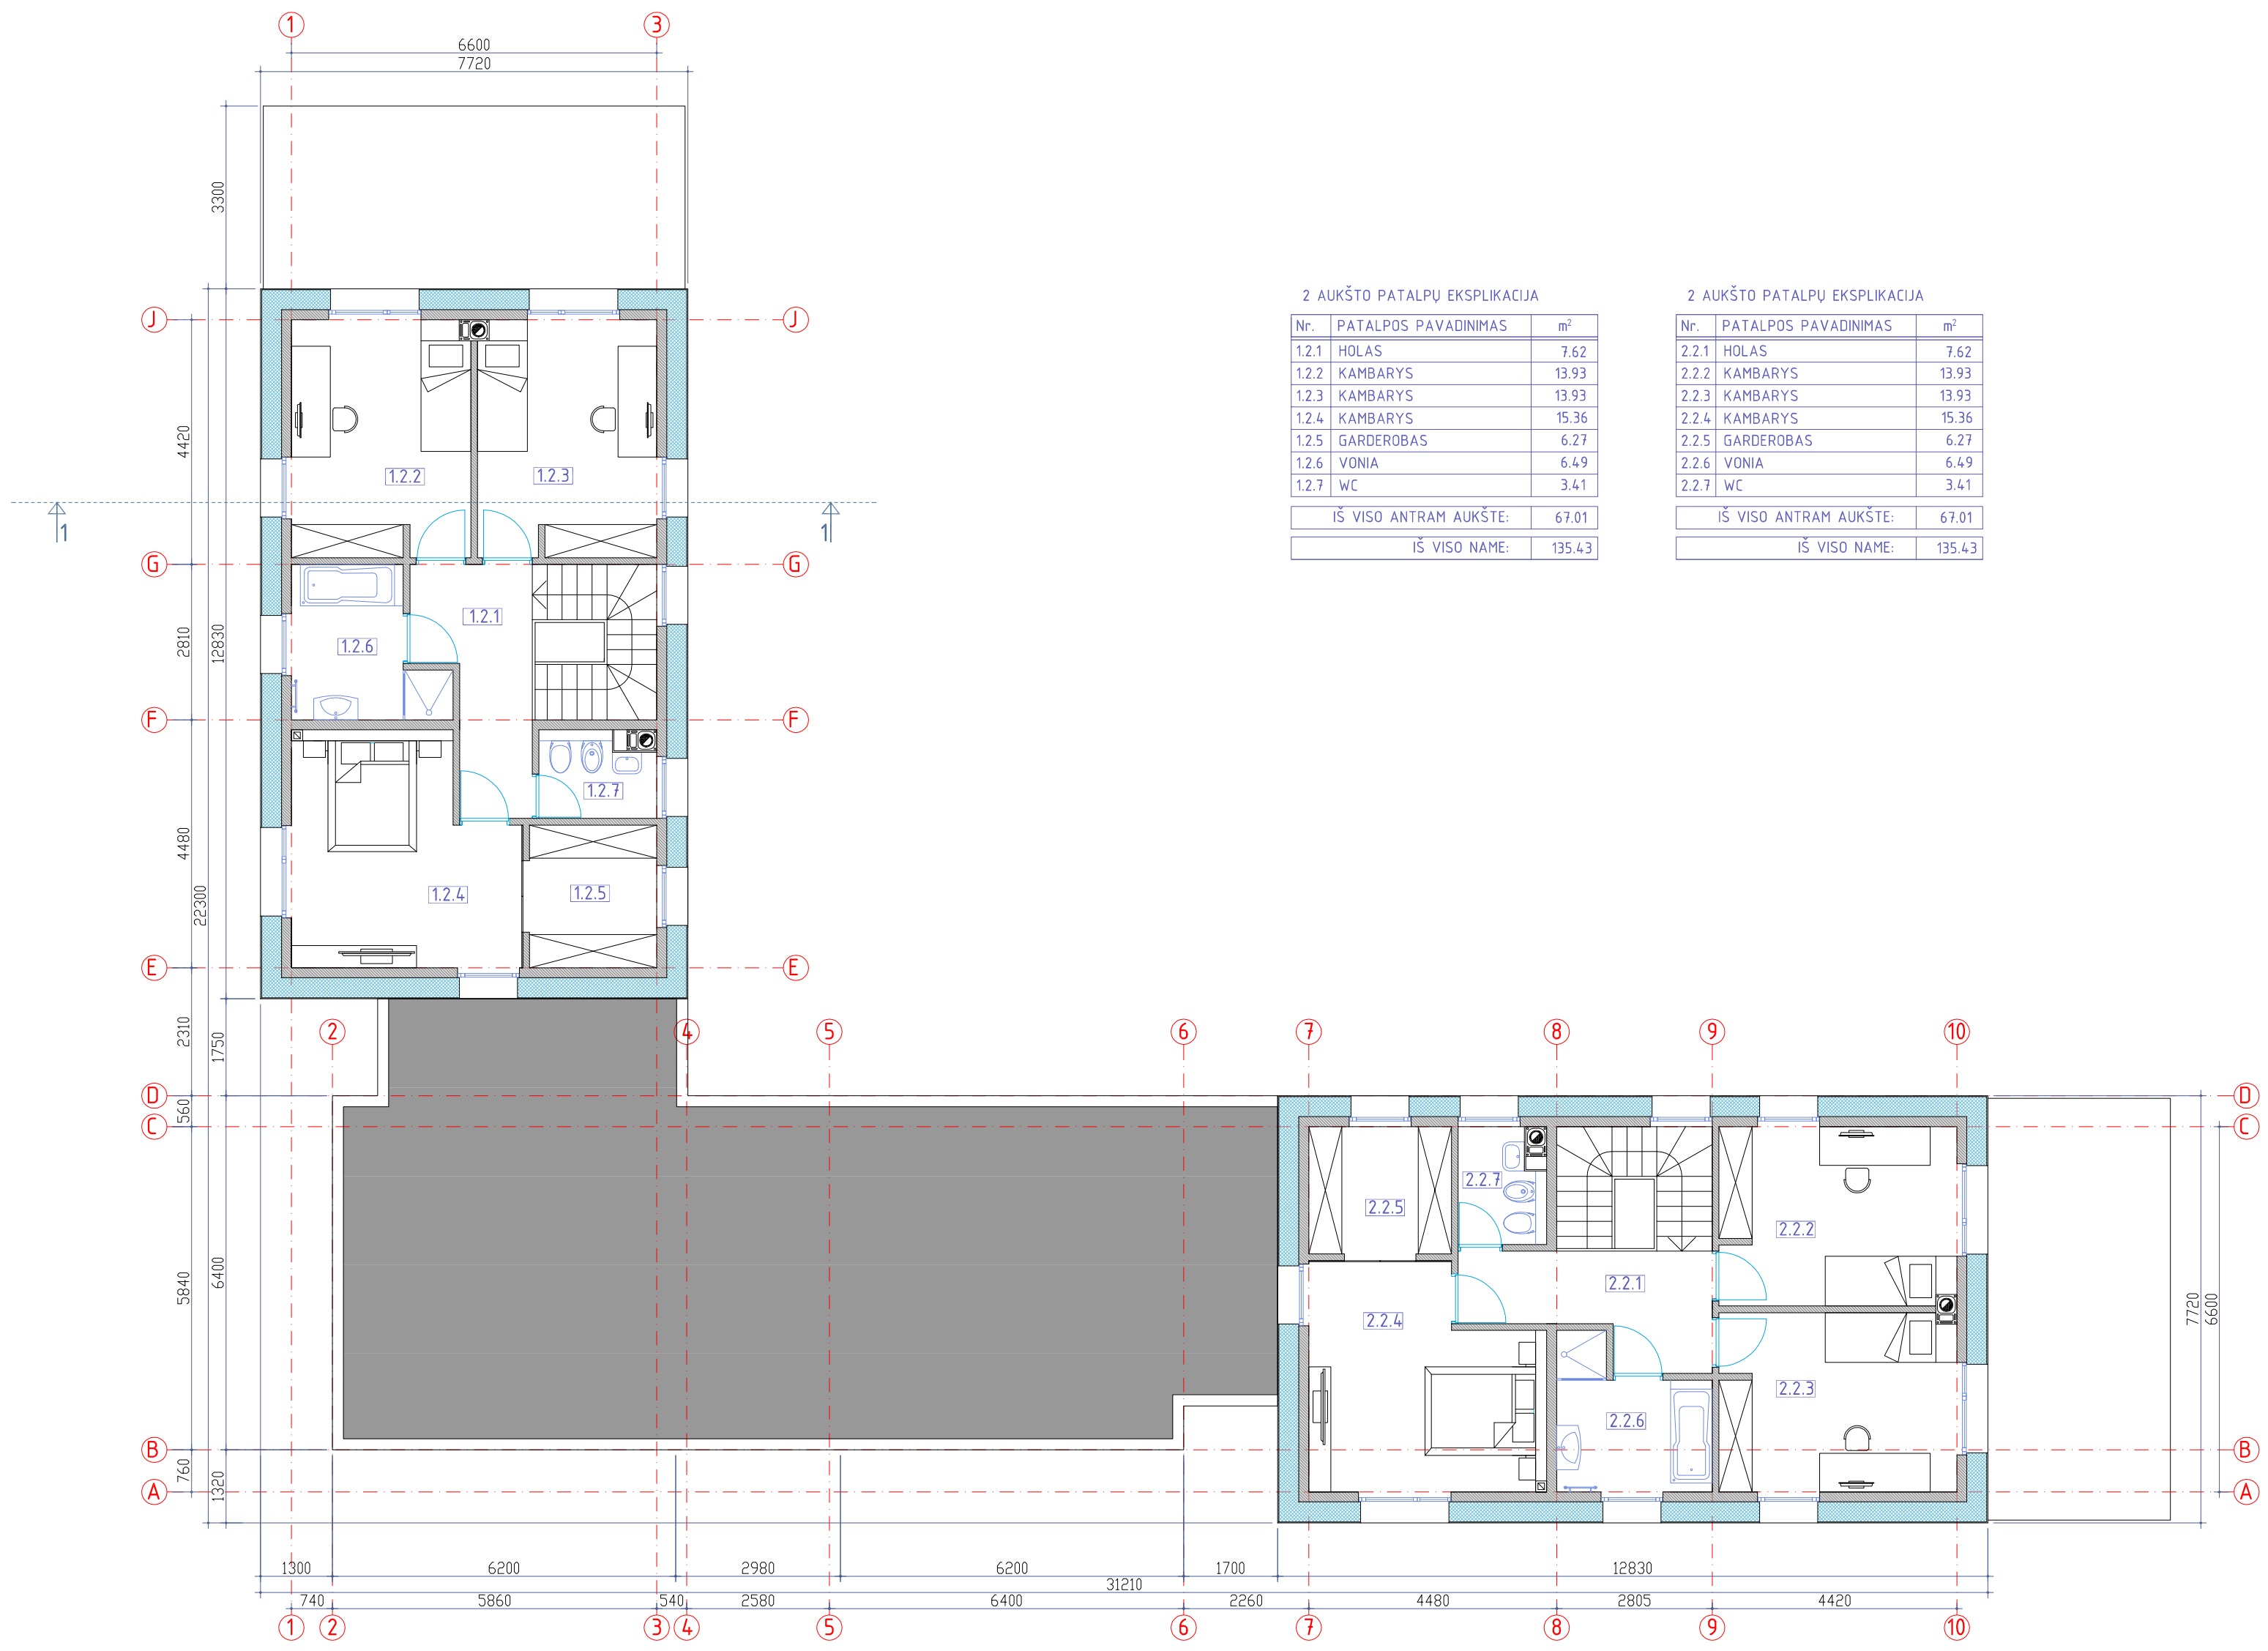 1 3
6600
7720
3300
2 AUKŠTO PATALPŲ EKSPLIKACIJA
Nr. PATALPOS PAVADINIMAS m²
1.2.1 HOLAS 7.62
1.2.2 KAMBARYS 13.93
1.2.3 KAMBARYS 13.93
1.2.4 KAMBARYS 15.36
1.2.5 GARDEROBAS 6.27
1.2.6 VONIA 6.49
1.2.7 WC 3.41
IŠ VISO ANTRAM AUKŠTE: 67.01
IŠ VISO NAME: 135.43
2 AUKŠTO PATALPŲ EKSPLIKACIJA
Nr. PATALPOS PAVADINIMAS m²
2.2.1 HOLAS 7.62
2.2.2 KAMBARYS 13.93
2.2.3 KAMBARYS 13.93
2.2.4 KAMBARYS 15.36
2.2.5 GARDEROBAS 6.27
2.2.6 VONIA 6.49
2.2.7 WC 3.41
IŠ VISO ANTRAM AUKŠTE: 67.01
IŠ VISO NAME: 135.43
J J
4420
1.2.2 1.2.3
1 1
G G
1.2.1
2810 12830
1.2.6
F F
1.2.7
4480
22300
1.2.4 1.2.5
E E
2310 1750
2 4 5 6 7 8 9 10
D D
560
C C
2.2.7
2.2.5
2.2.2
5840 6400
2.2.1
2.2.4
7720 6600
2.2.3
2.2.6
B B
760 1320
A A
1300 6200 2980 6200 1700 12830
31210
740 5860 540 2580 6400 2260 4480 2805 4420
1 2 3 4 5 6 7 8 9 10